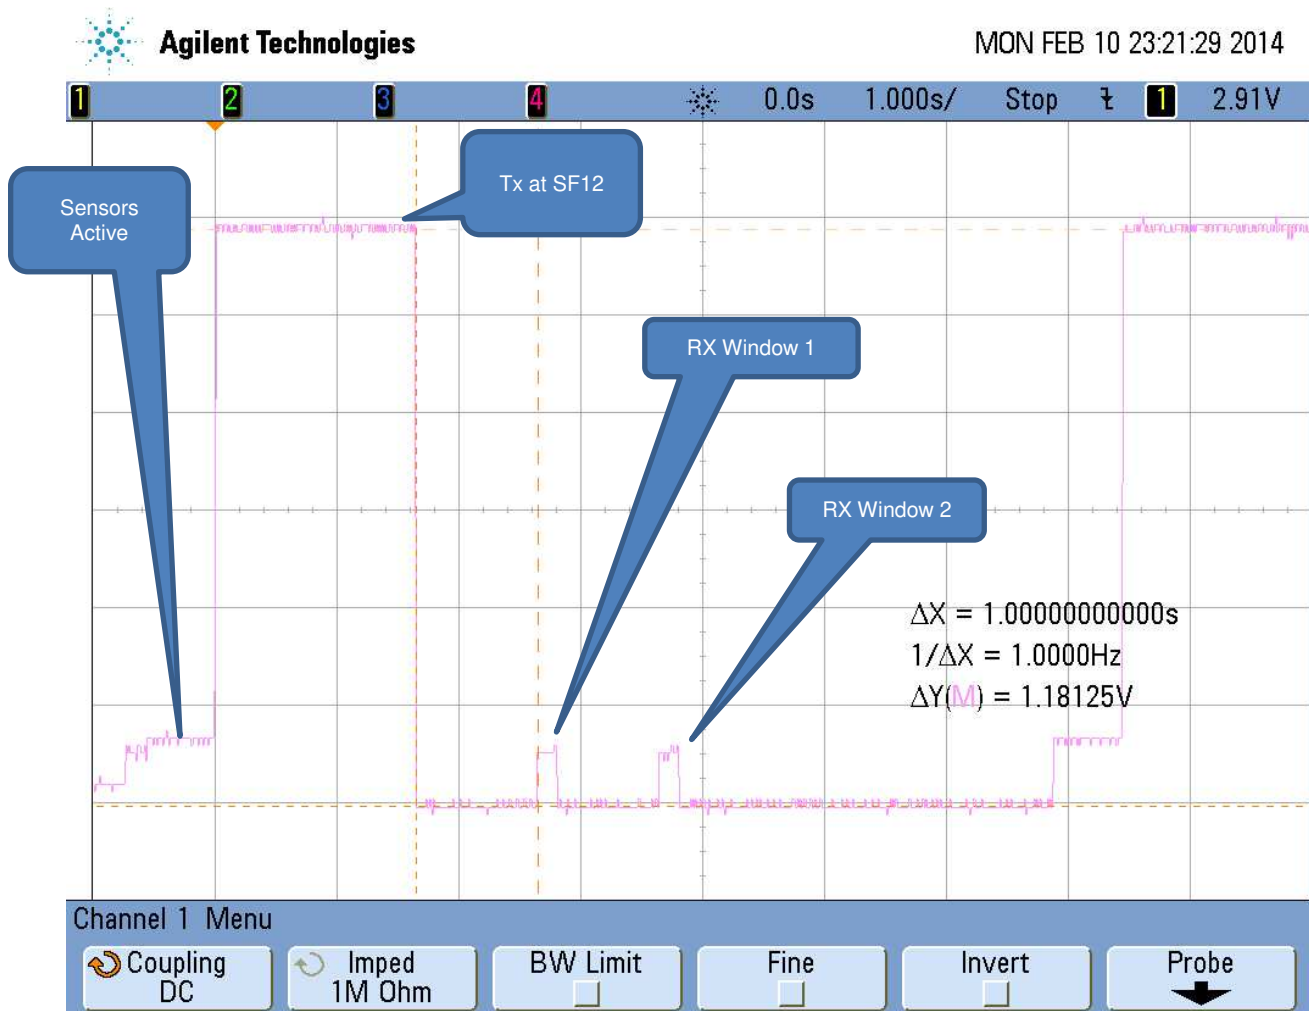 Agilent Technologies
MON FEB 10 23:21:29 2014
1 2 3 4 0.0s 1.000s/ Stop 1 2.91V
Sensors
Active
Tx at SF12
RX Window 1
RX Window 2
ΔX = 1.00000000000s
1/ΔX = 1.0000Hz
ΔY(M) = 1.18125V
Channel 1 Menu
Coupling
DC
Imped
1M Ohm
BW Limit
Fine
Invert
Probe